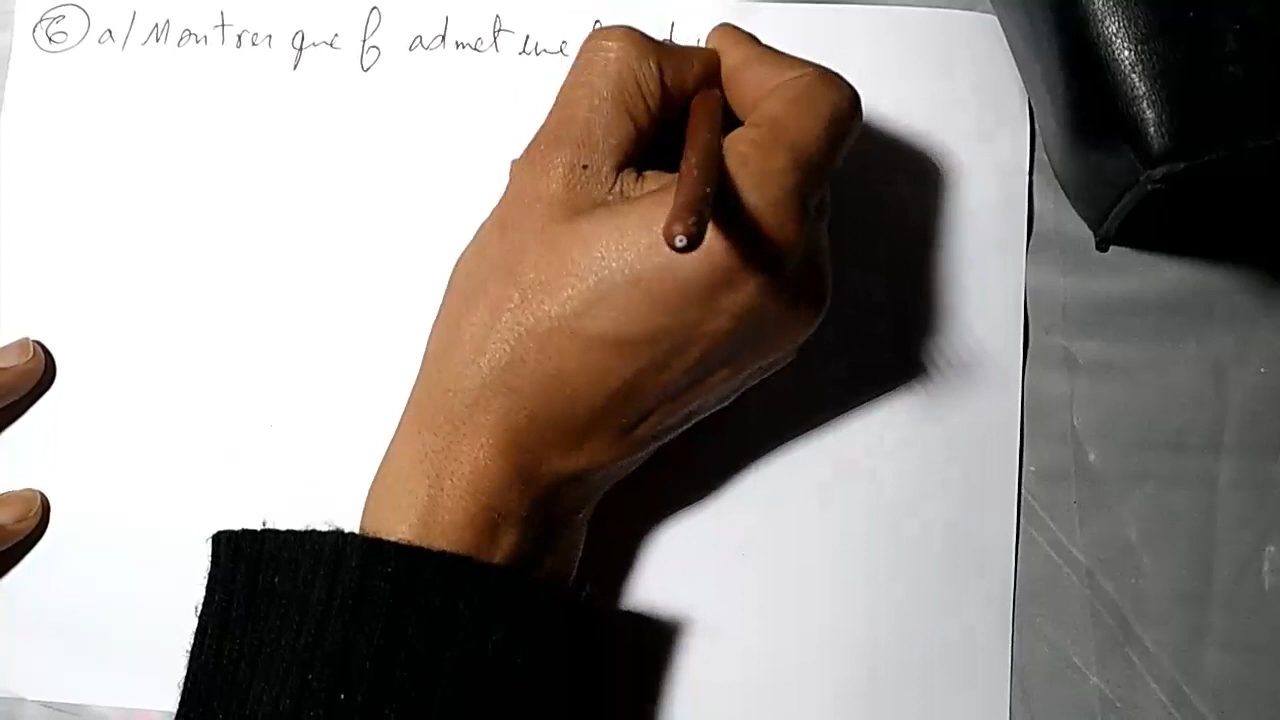 ⑥ a/ Montrer que f admet une